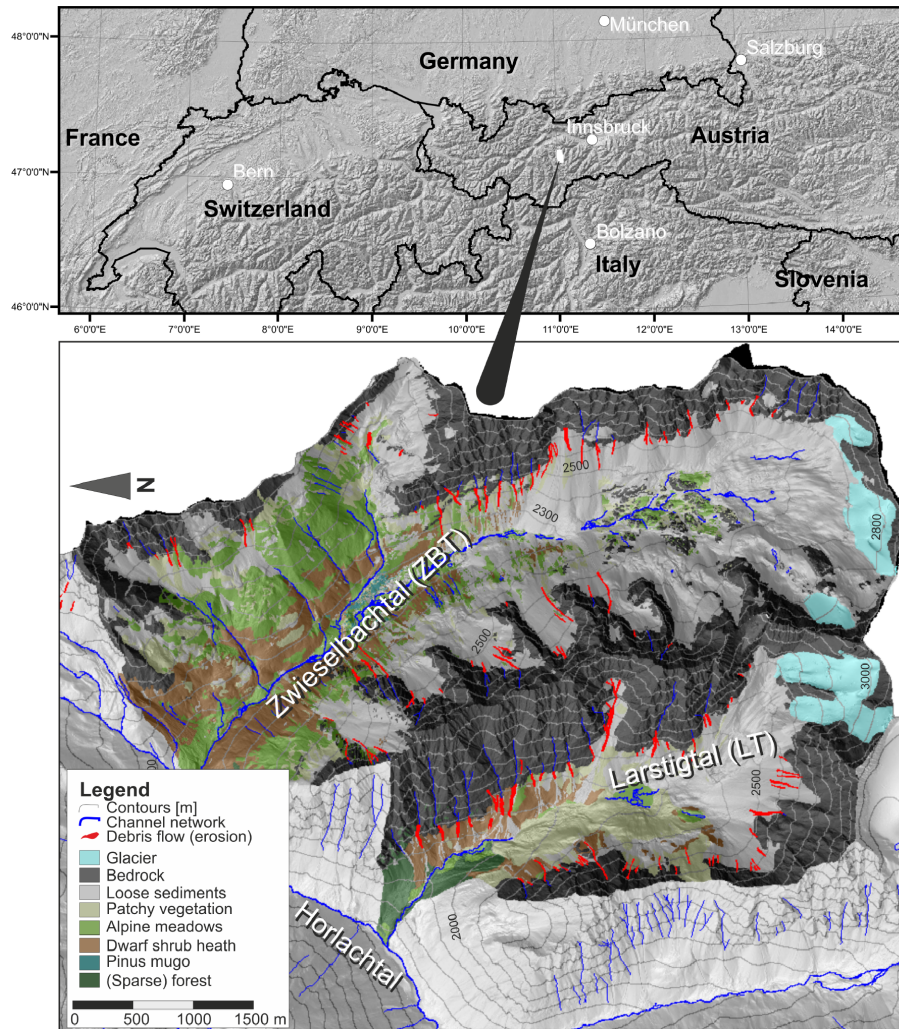 München
48°0'0"N
Salzburg
Germany
Innsbruck
France
Austria
47°0'0"N
Bern
Switzerland
Bolzano
Italy
Slovenia
46°0'0"N
6°0'0"E 7°0'0"E 8°0'0"E 9°0'0"E 10°0'0"E 11°0'0"E 12°0'0"E 13°0'0"E 14°0'0"E
2500
N
2300
2800
Zwieselbachtal (ZBT)
2500
3000
Larstigtal (LT)
2500
Legend
Contours [m]
Channel network
Debris flow (erosion)
Glacier
Bedrock
Loose sediments
Patchy vegetation
Alpine meadows
Dwarf shrub heath
Pinus mugo
(Sparse) forest
0 500 1000 1500 m
Horlachtal
2000